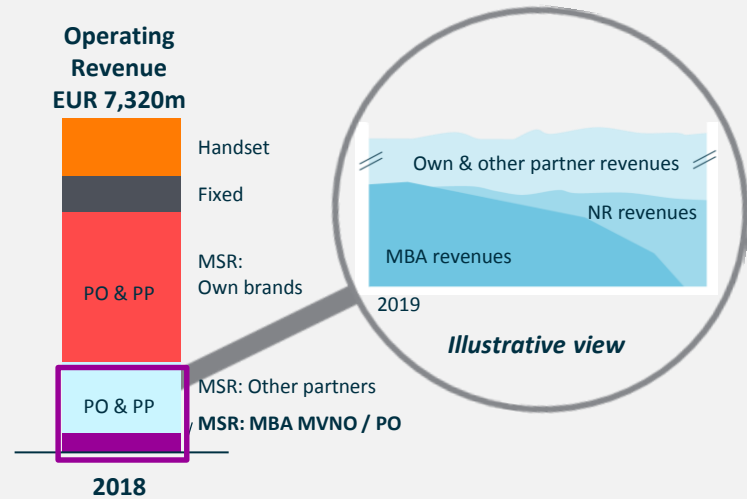 Operating
Revenue
EUR 7,320m
Handset
Fixed
MSR:
Own brands
PO & PP
PO & PP
MSR: Other partners
MSR: MBA MVNO / PO
2018
Own & other partner revenues
NR revenues
MBA revenues
2019
Illustrative view